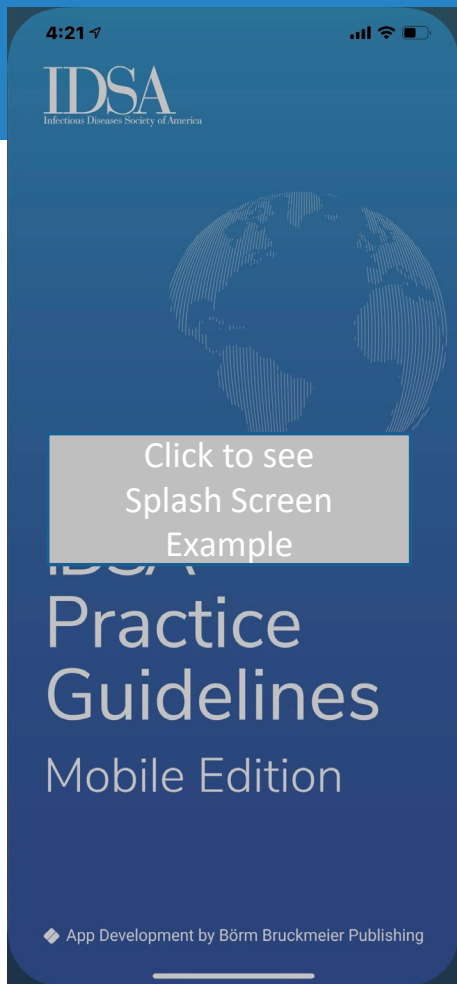 4:21
IDSA
Infectious Diseases Society of America
Click to see
Splash Screen
Example
IDSA
Practice
Guidelines
Mobile Edition
App Development by Börm Bruckmeier Publishing